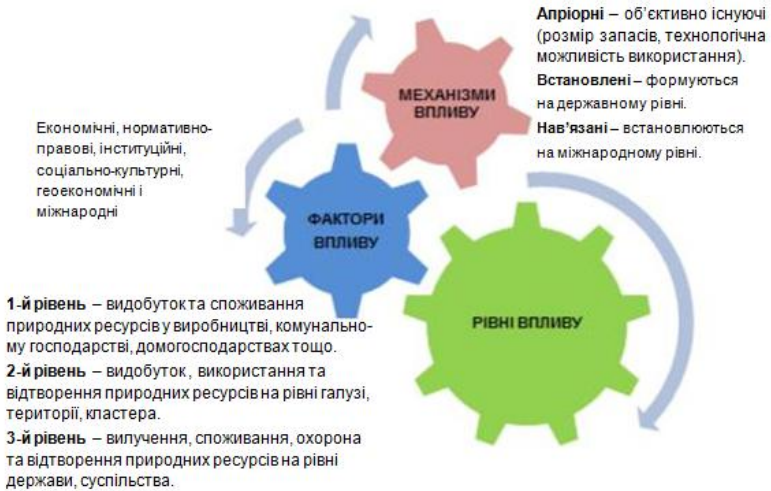 Апріорні – об’єктивно існуючі
(розмір запасів, технологічна
можливість використання).
Встановлені – формуються
на державному рівні.
Нав’язані – встановлюються
на міжнародному рівні.
МЕХАНІЗМИ
ВПЛИВУ
Економічні, нормативно-
правові, інституційні,
соціально-культурні,
геоекономічні і
міжнародні
ФАКТОРИ
ВПЛИВУ
РІВНІ ВПЛИВУ
1-й рівень – видобуток та споживання
природних ресурсів у виробництві, комунально-
му господарстві, домогосподарствах тощо.
2-й рівень – видобуток , використання та
відтворення природних ресурсів на рівні галузі,
території, кластера.
3-й рівень – вилучення, споживання, охорона
та відтворення природних ресурсів на рівні
держави, суспільства.